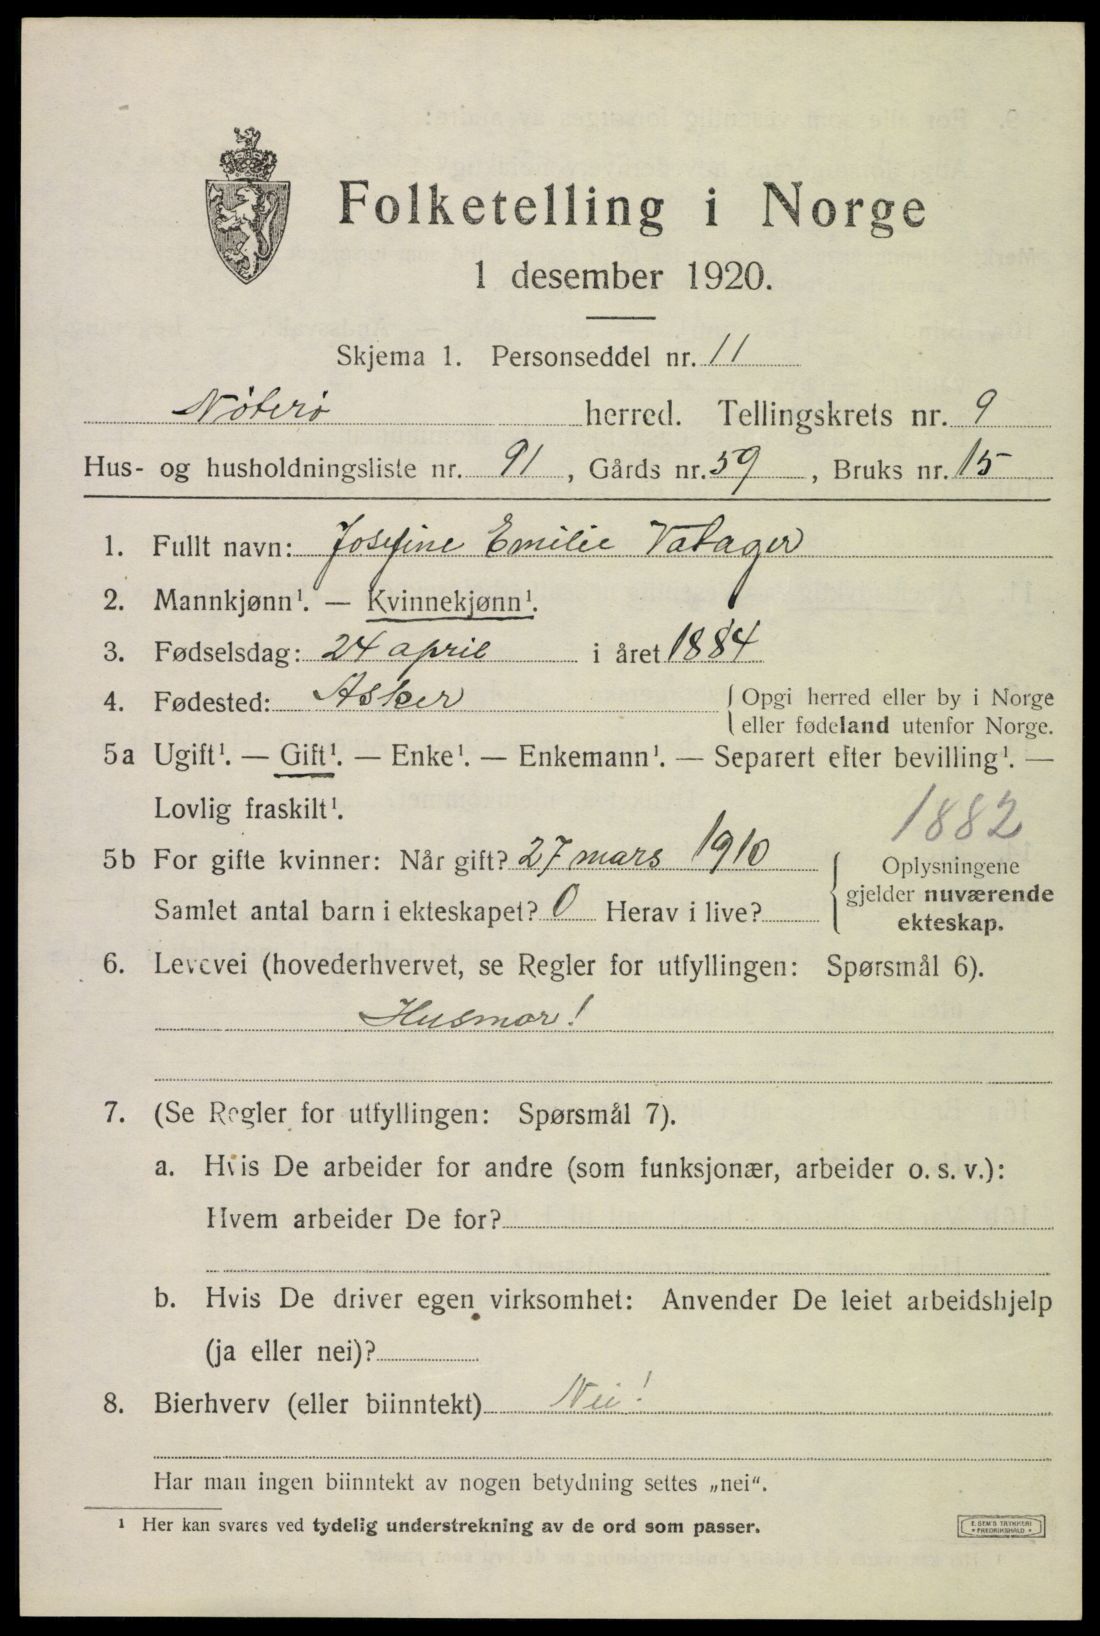 Folketelling i Norge
1 desember 1920.
Skjema 1. Personseddel nr. 11
Nøterø herred. Tellingskrets nr. 9
Hus- og husholdningsliste nr. 91, Gårds nr. 59, Bruks nr. 15
1. Fullt navn: Josefine Emilie Vatager
2. Mannkjønn¹. — Kvinnekjønn¹.
3. Fødselsdag: 24 april i året 1884
4. Fødested: Asker { Opgi herred eller by i Norge
eller fødeland utenfor Norge.
5a Ugift¹. — Gift¹. — Enke¹. — Enkemann¹. — Separert efter bevilling¹. —
Lovlig fraskilt¹.
1882
5b For gifte kvinner: Når gift? 27 mars 1910
Samlet antal barn i ekteskapet? 0 Herav i live?
{ Oplysningene
gjelder nuværende
ekteskap.
6. Levevei (hovederhvervet, se Regler for utfyllingen: Spørsmål 6).
Husmor!
7. (Se Regler for utfyllingen: Spørsmål 7).
a. Hvis De arbeider for andre (som funksjonær, arbeider o. s. v.):
Hvem arbeider De for?
b. Hvis De driver egen virksomhet: Anvender De leiet arbeidshjelp
(ja eller nei)?
8. Bierhverv (eller biinntekt) Nei!
Har man ingen biinntekt av nogen betydning settes „nei“.
¹ Her kan svares ved tydelig understrekning av de ord som passer.
E. SEM'S TRYKKERI
FREDRIKSHALD